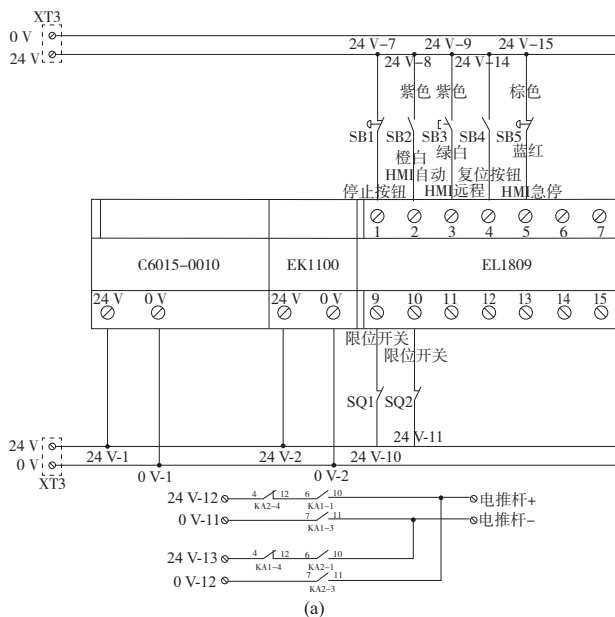 XT3
0 V
24 V
24 V-7 24 V-9 24 V-15
24 V-8 24 V-14
紫色 紫色 棕色
SB1 SB2 SB3 SB4 SB5
橙白 绿白 蓝红
HMI自动 复位按钮
停止按钮 HMI远程 HMI急停
1 2 3 4 5 6 7
C6015-0010 EK1100 EL1809
24 V 0 V 24 V 0 V 9 10 11 12 13 14 15
限位开关
限位开关
SQ1 SQ2
24 V-11
24 V
24 V-1 24 V-2 24 V-10
0 V
XT3 0 V-1 0 V-2
24 V-12 4 12 6 10 电推杆+
KA2-4 KA1-1
0 V-11 7 11 电推杆-
KA1-3
24 V-13 4 12 6 10
KA1-4 KA2-1
0 V-12 7 11
KA2-3
(a)